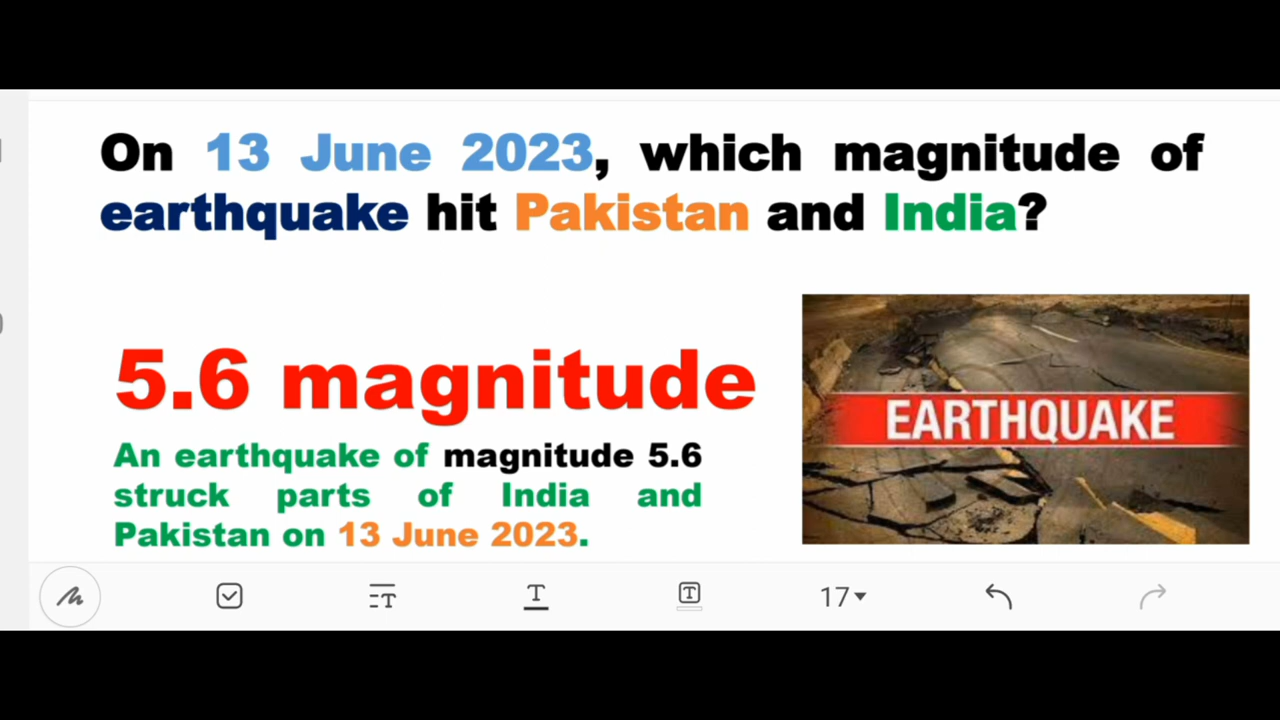 On 13 June 2023, which magnitude of
earthquake hit Pakistan and India?
5.6 magnitude
An earthquake of magnitude 5.6
struck parts of India and
Pakistan on 13 June 2023.
EARTHQUAKE
T
T
T
17